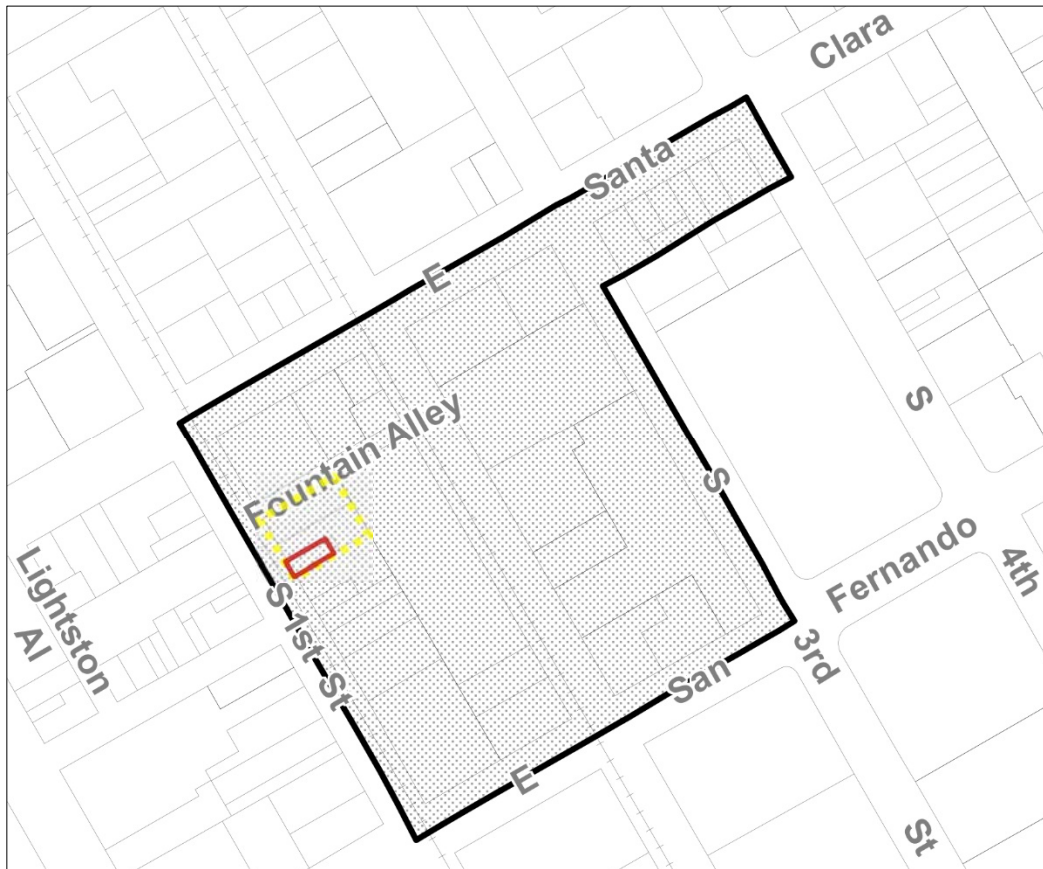 Clara
Santa
E
Fountain Alley
S
S
Fernando
4th
Lightston
Al
S 1st St
3rd
San
E
St